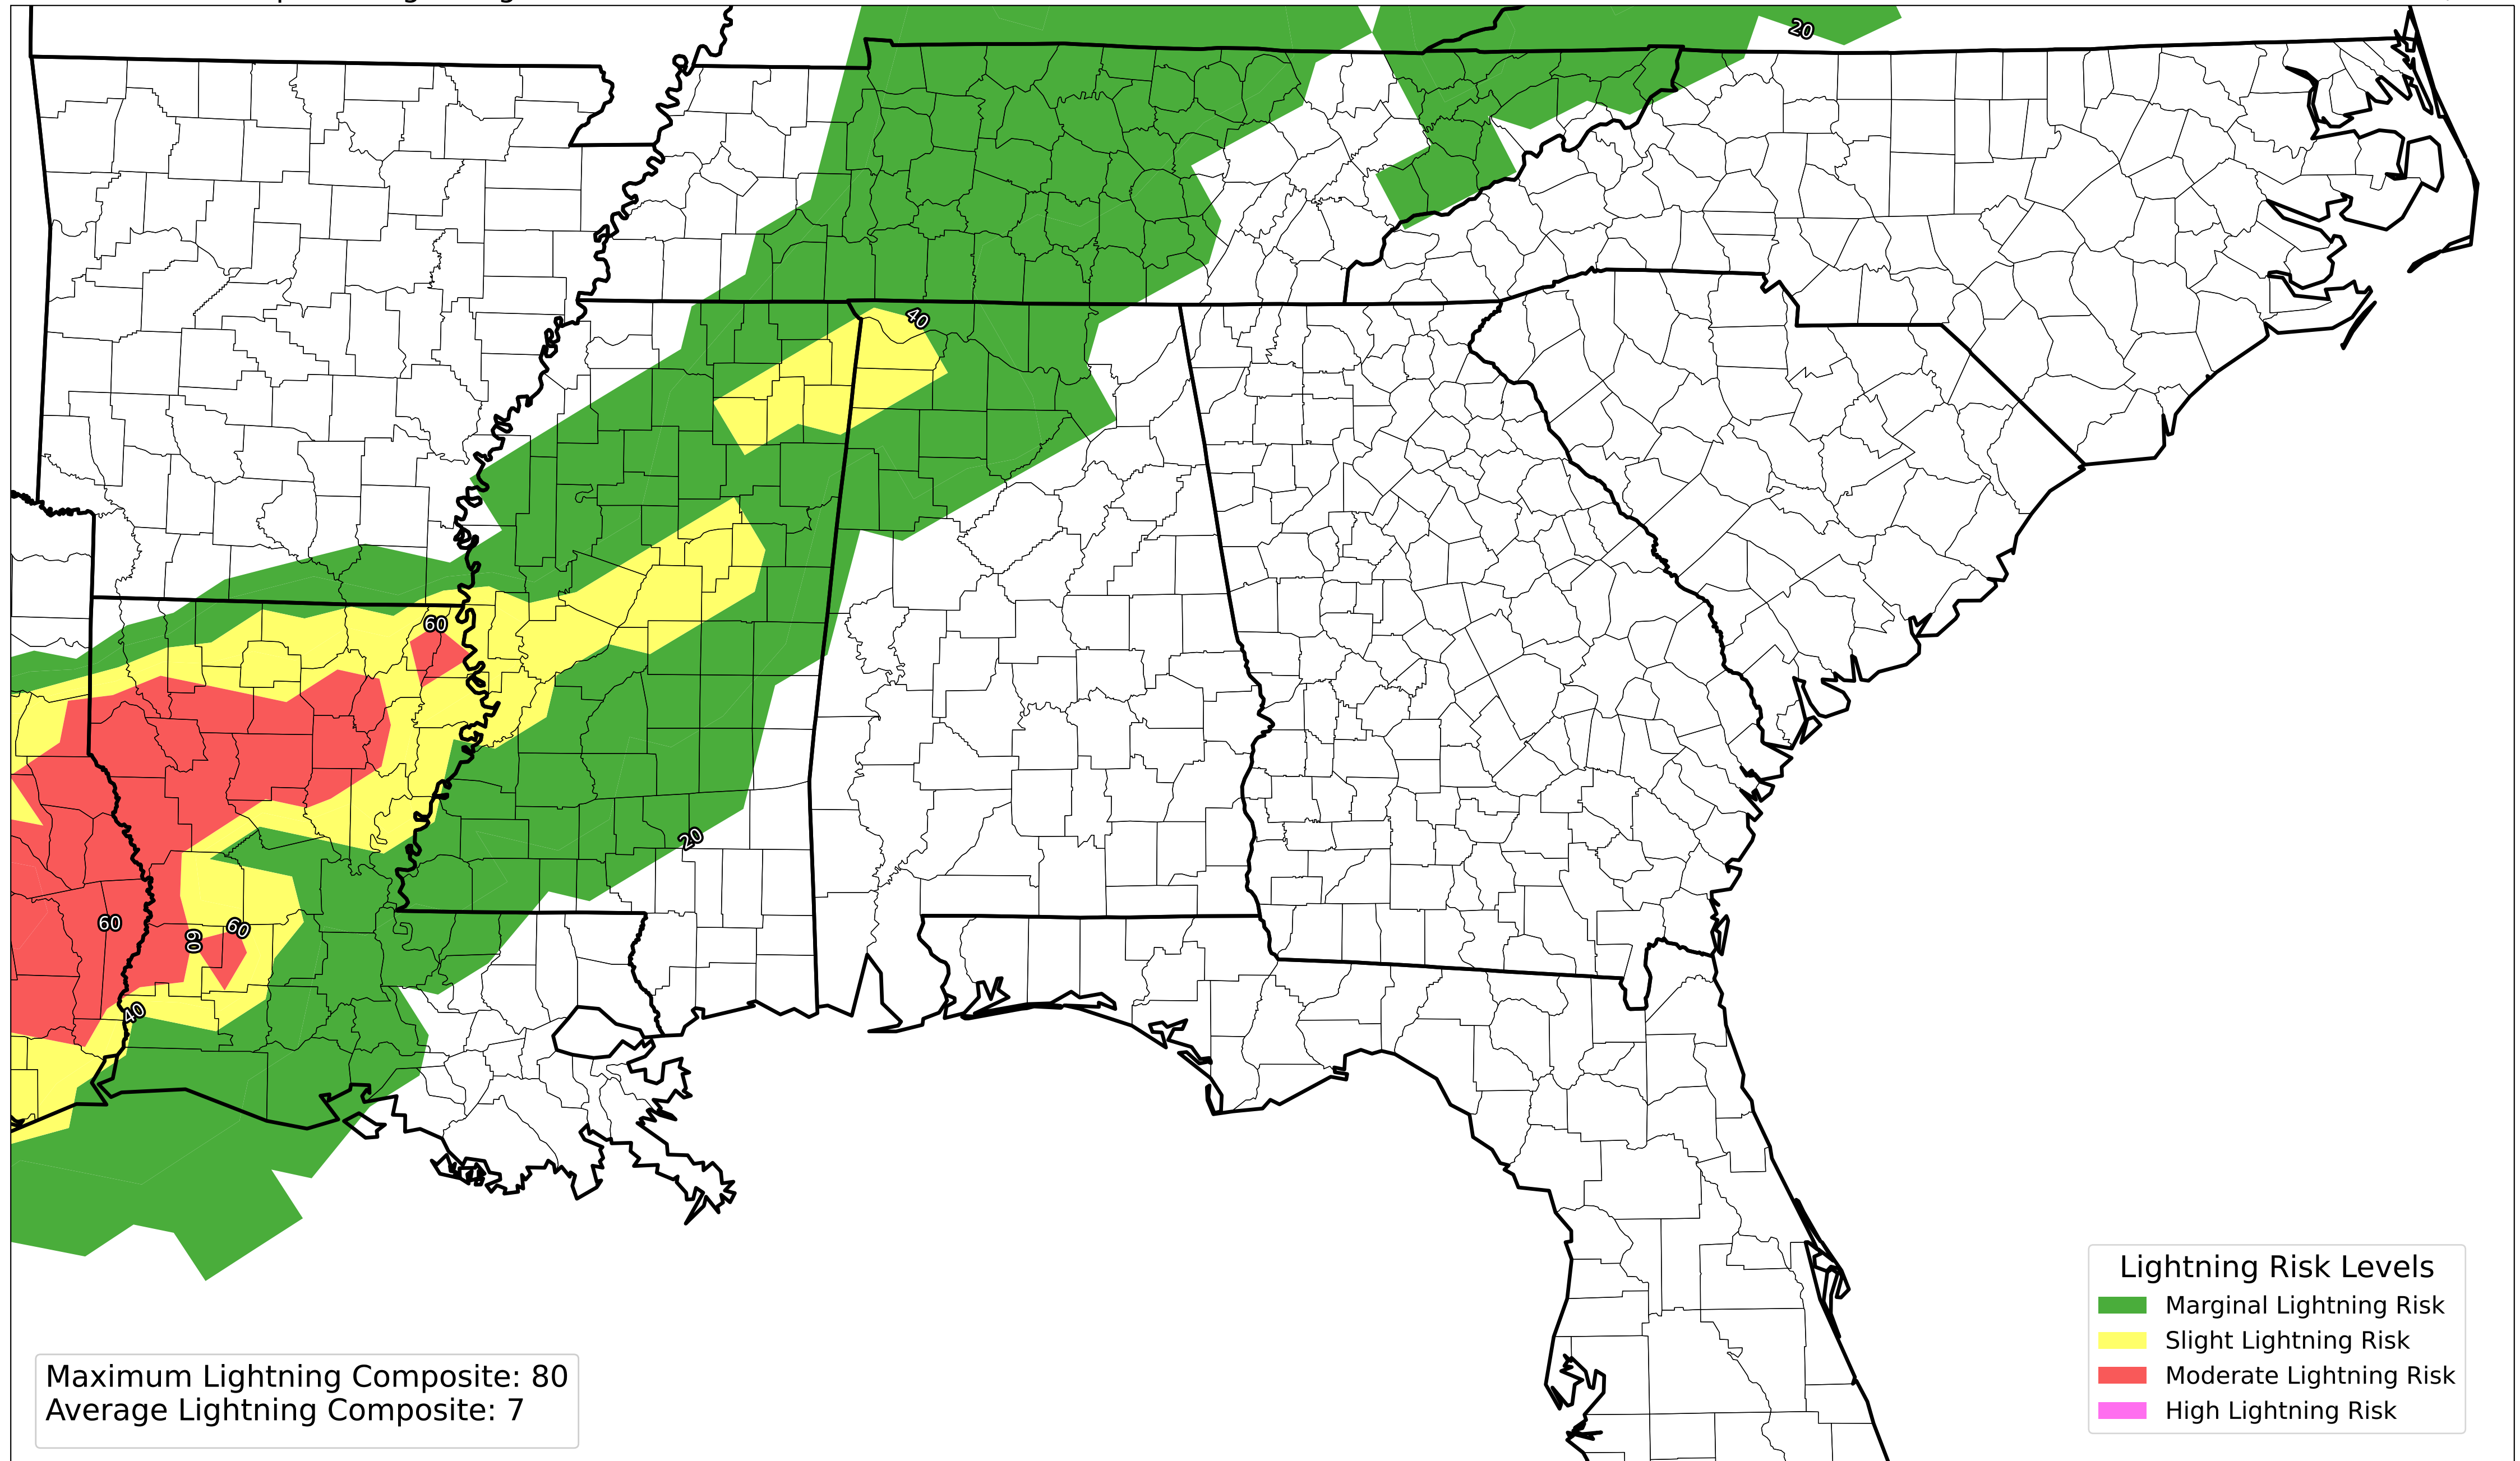 20
40
60
20
60
60
60
40
Lightning Risk Levels
Marginal Lightning Risk
Slight Lightning Risk
Moderate Lightning Risk
High Lightning Risk
Maximum Lightning Composite: 80
Average Lightning Composite: 7